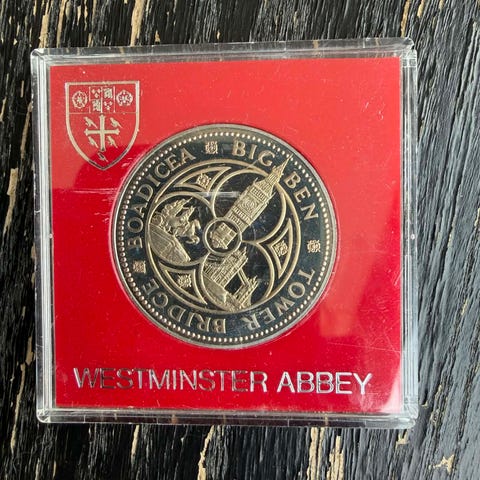 BOADICEA BIG BEN TOWER BRIDGE
WESTMINSTER ABBEY